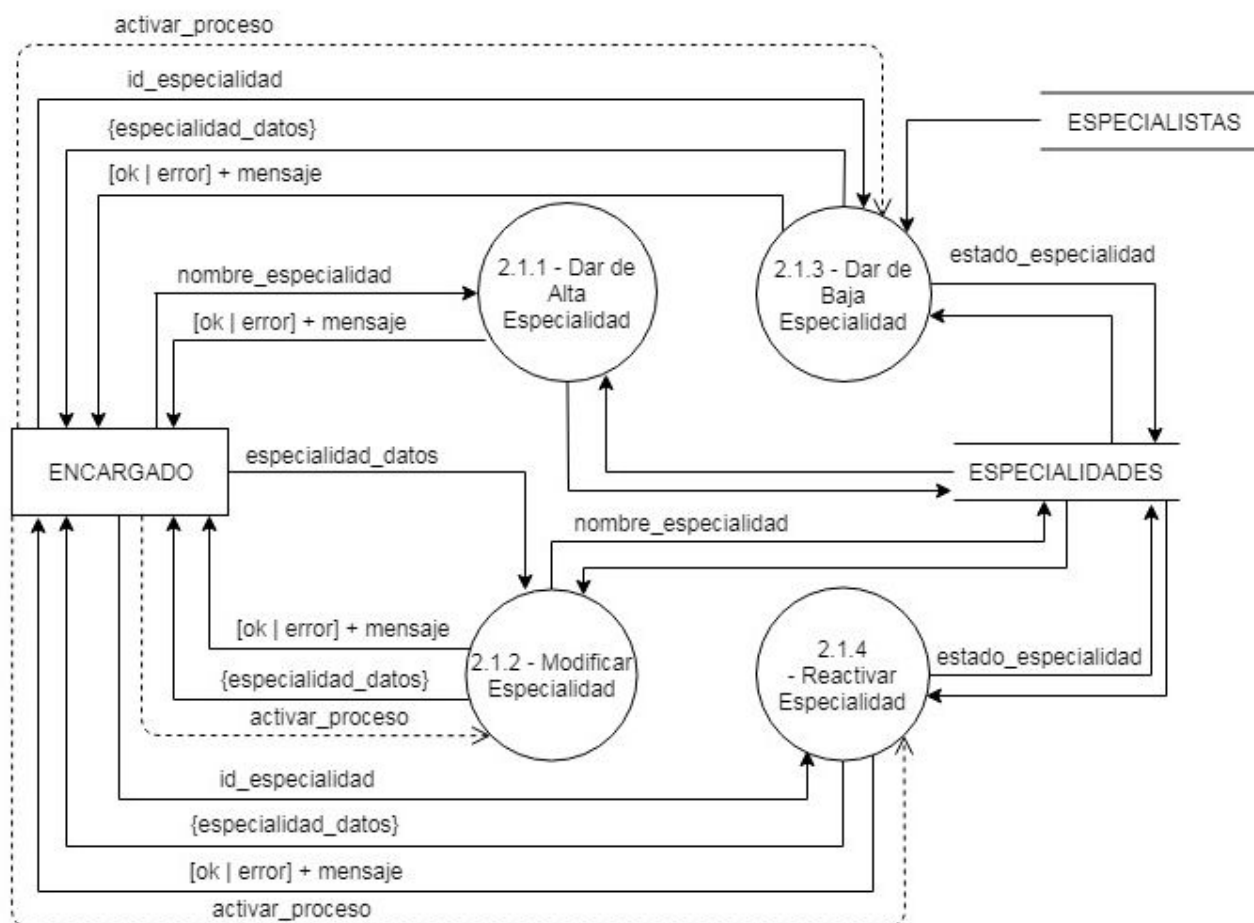 activar_proceso
id_especialidad
{especialidad_datos}
[ok | error] + mensaje
ESPECIALISTAS
nombre_especialidad
[ok | error] + mensaje
2.1.1 - Dar de
Alta
Especialidad
2.1.3 - Dar de
Baja
Especialidad
estado_especialidad
ENCARGADO
especialidad_datos
ESPECIALIDADES
nombre_especialidad
[ok | error] + mensaje
{especialidad_datos}
activar_proceso
2.1.2 - Modificar
Especialidad
2.1.4
- Reactivar
Especialidad
estado_especialidad
id_especialidad
{especialidad_datos}
[ok | error] + mensaje
activar_proceso